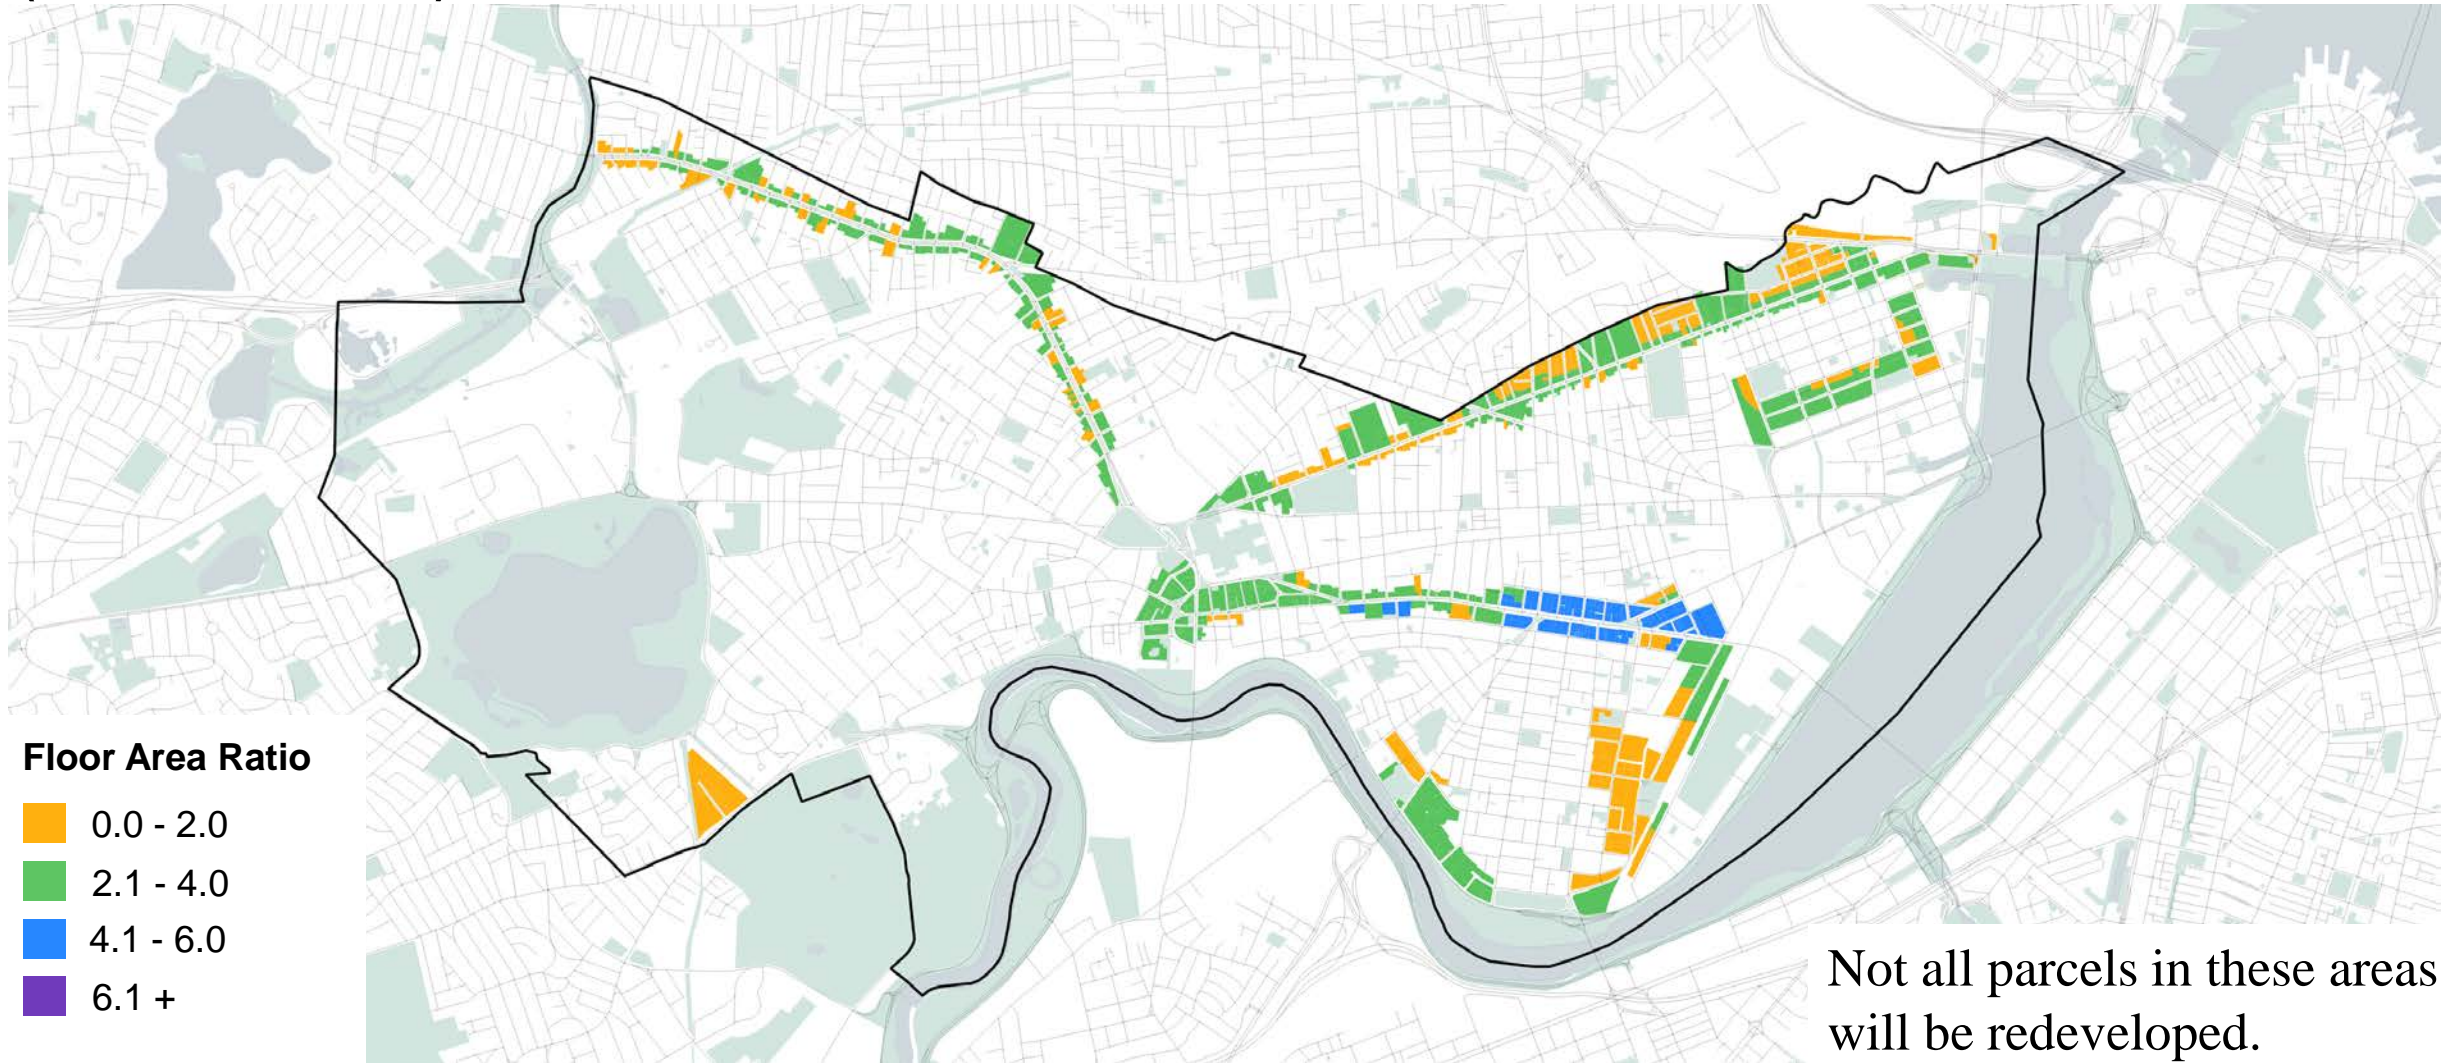 Floor Area Ratio
0.0 - 2.0
2.1 - 4.0
4.1 - 6.0
6.1 +
Not all parcels in these areas
will be redeveloped.